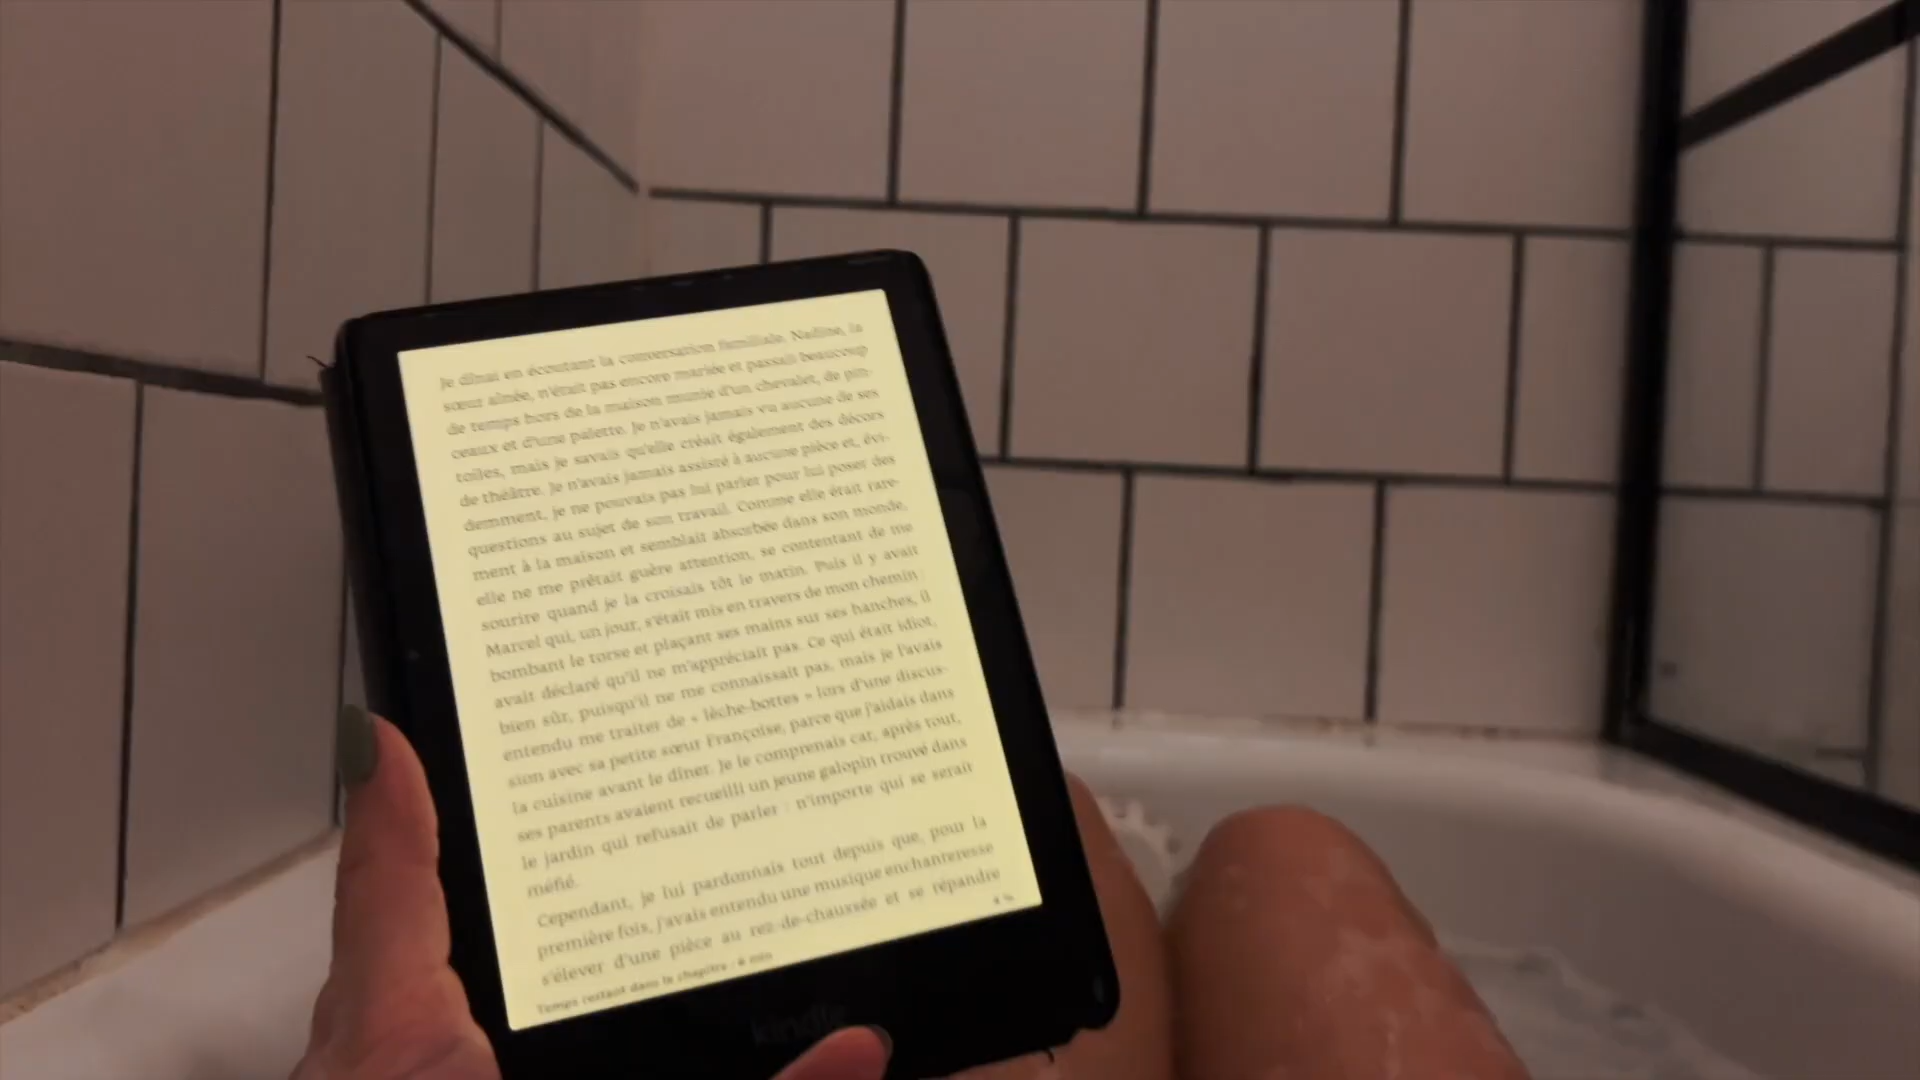 Je dînai en écoutant la conversation familiale. Nadine, la
sœur aînée, n'était pas encore mariée et passait beaucoup
de temps hors de la maison munie d'un chevalet, de pin-
ceaux et d'une palette. Je n'avais jamais vu aucune de ses
toiles, mais je savais qu'elle créait également des décors
de théâtre. Je n'avais jamais assisté à aucune pièce et, évi-
demment, je ne pouvais pas lui parler pour lui poser des
questions au sujet de son travail. Comme elle était rare-
ment à la maison et semblait absorbée dans son monde,
elle ne me prêtait guère attention, se contentant de me
sourire quand je la croisais tôt le matin. Puis il y avait
Marcel qui, un jour, s'était mis en travers de mon chemin :
bombant le torse et plaçant ses mains sur ses hanches, il
avait déclaré qu'il ne m'appréciait pas. Ce qui était idiot,
bien sûr, puisqu'il ne me connaissait pas, mais je l'avais
entendu me traiter de « lèche-bottes » lors d'une discus-
sion avec sa petite sœur Françoise, parce que j'aidais dans
la cuisine avant le dîner. Je le comprenais car, après tout,
ses parents avaient recueilli un jeune galopin trouvé dans
le jardin qui refusait de parler : n'importe qui se serait
méfié.
Cependant, je lui pardonnais tout depuis que, pour la
première fois, j'avais entendu une musique enchanteresse
s'élever d'une pièce au rez-de-chaussée et se répandre
Temps restant dans le chapitre : 6 min
4 %
kindle